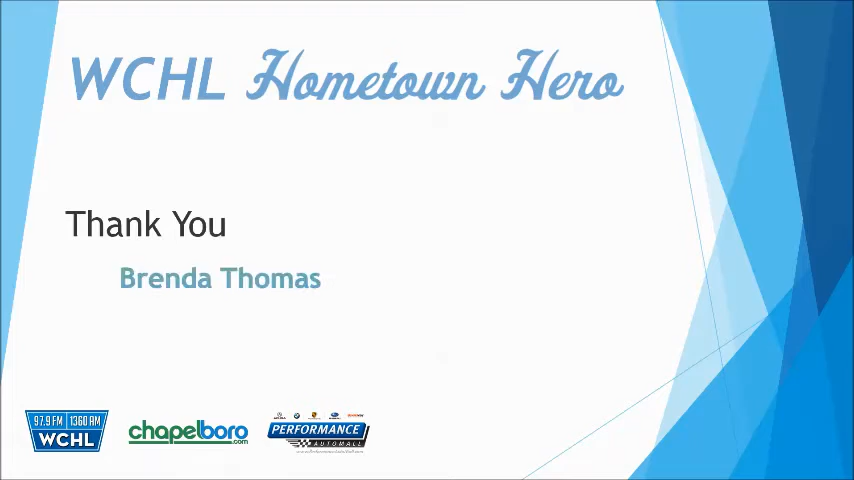 WCHL Hometown Hero
Thank You
Brenda Thomas
97.9 FM 1360 AM
WCHL
chapelboro
.com
PERFORMANCE
AUTOMALL